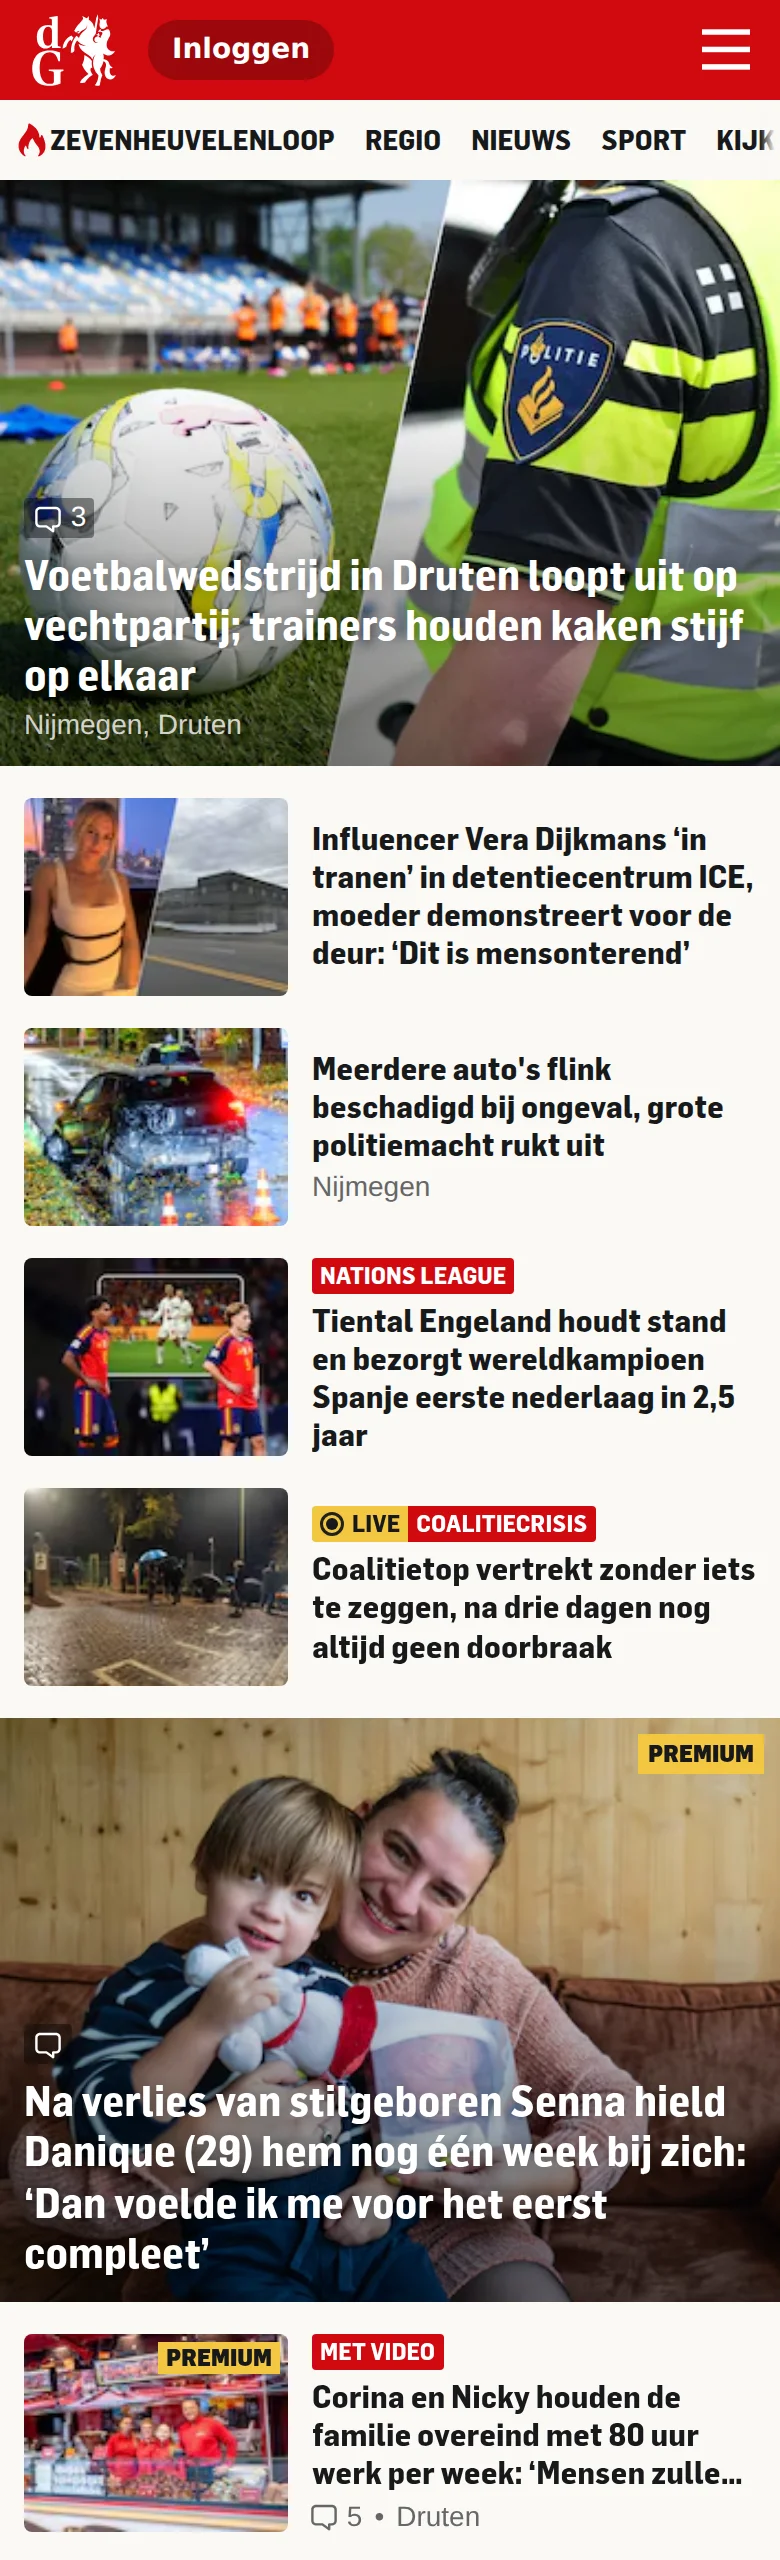 dG
Inloggen
ZEVENHEUVELENLOOP REGIO NIEUWS SPORT KIJK
POLITIE
3
Voetbalwedstrijd in Druten loopt uit op
vechtpartij; trainers houden kaken stijf
op elkaar
Nijmegen, Druten
Influencer Vera Dijkmans ‘in
tranen’ in detentiecentrum ICE,
moeder demonstreert voor de
deur: ‘Dit is mensonterend’
Meerdere auto's flink
beschadigd bij ongeval, grote
politiemacht rukt uit
Nijmegen
NATIONS LEAGUE
Tiental Engeland houdt stand
en bezorgt wereldkampioen
Spanje eerste nederlaag in 2,5
jaar
LIVE COALITIECRISIS
Coalitietop vertrekt zonder iets
te zeggen, na drie dagen nog
altijd geen doorbraak
PREMIUM
Na verlies van stilgeboren Senna hield
Danique (29) hem nog één week bij zich:
‘Dan voelde ik me voor het eerst
compleet’
PREMIUM
MET VIDEO
Corina en Nicky houden de
familie overeind met 80 uur
werk per week: ‘Mensen zulle...
5 • Druten